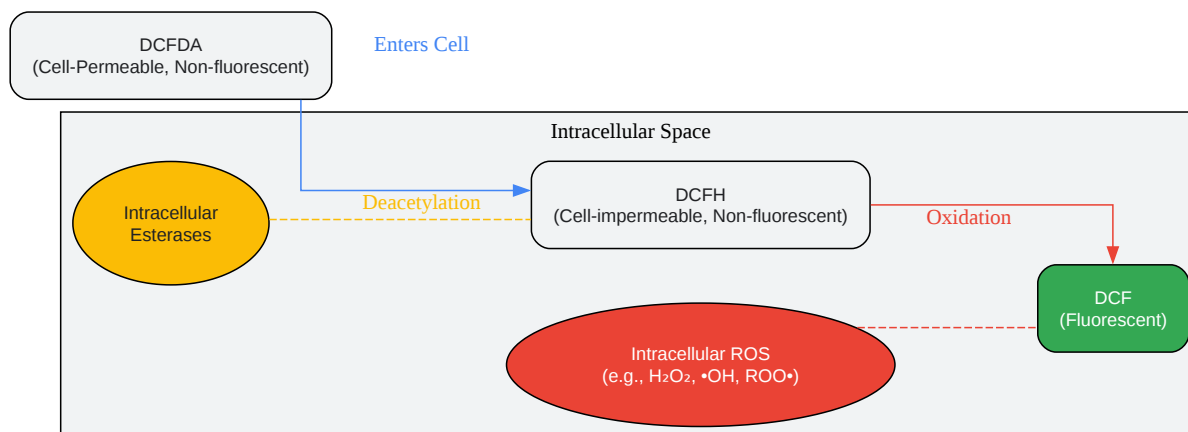 DCFDA
(Cell-Permeable, Non-fluorescent)
Enters Cell
Intracellular Space
Intracellular
Esterases
Deacetylation
DCFH
(Cell-impermeable, Non-fluorescent)
Oxidation
DCF
(Fluorescent)
Intracellular ROS
(e.g., H₂O₂, •OH, ROO•)